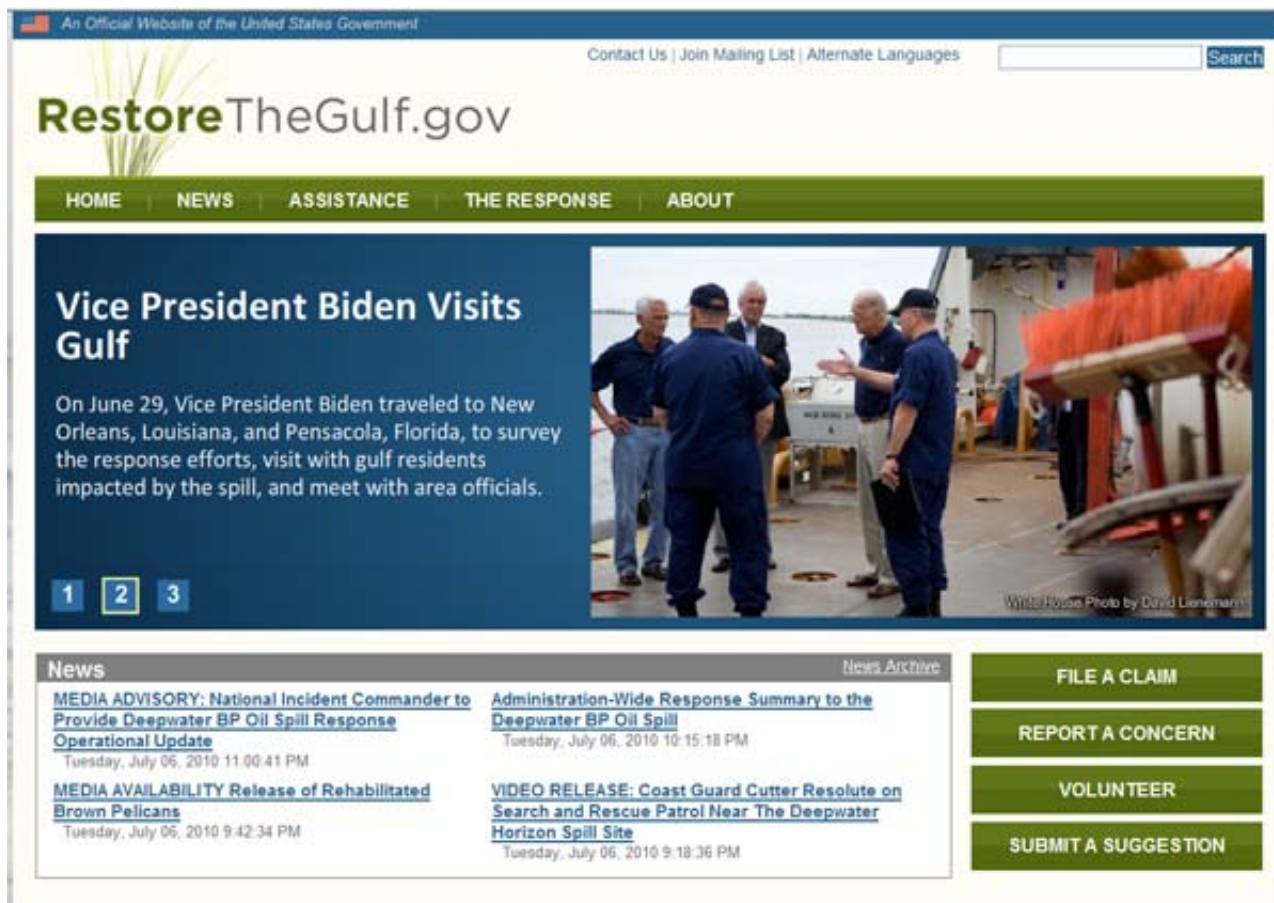 An Official Website of the United States Government
Contact Us | Join Mailing List | Alternate Languages
Search
RestoreTheGulf.gov
HOME | NEWS | ASSISTANCE | THE RESPONSE | ABOUT
Vice President Biden Visits
Gulf
On June 29, Vice President Biden traveled to New
Orleans, Louisiana, and Pensacola, Florida, to survey
the response efforts, visit with gulf residents
impacted by the spill, and meet with area officials.
1 2 3
White House Photo by David Lienemann
News
News Archive
MEDIA ADVISORY: National Incident Commander to
Provide Deepwater BP Oil Spill Response
Operational Update
Tuesday, July 06, 2010 11:00:41 PM
MEDIA AVAILABILITY Release of Rehabilitated
Brown Pelicans
Tuesday, July 06, 2010 9:42:34 PM
Administration-Wide Response Summary to the
Deepwater BP Oil Spill
Tuesday, July 06, 2010 10:15:18 PM
VIDEO RELEASE: Coast Guard Cutter Resolute on
Search and Rescue Patrol Near The Deepwater
Horizon Spill Site
Tuesday, July 06, 2010 9:18:36 PM
FILE A CLAIM
REPORT A CONCERN
VOLUNTEER
SUBMIT A SUGGESTION